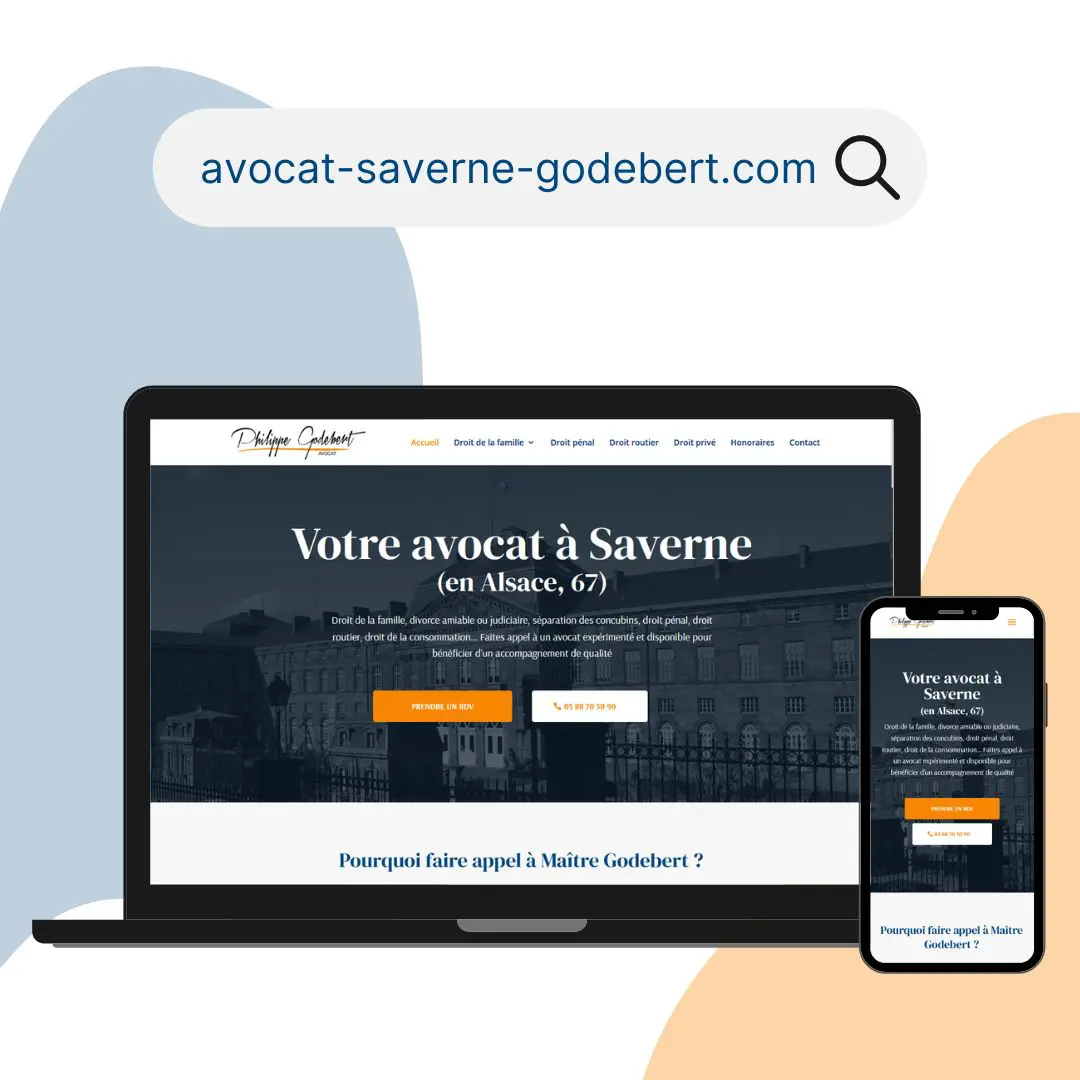 avocat-saverne-godebert.com
Philippe Godebert
AVOCAT
Accueil Droit de la famille Droit pénal Droit routier Droit privé Honoraires Contact
Votre avocat à Saverne
(en Alsace, 67)
Droit de la famille, divorce amiable ou judiciaire, séparation des concubins, droit pénal, droit
routier, droit de la consommation... Faites appel à un avocat expérimenté et disponible pour
bénéficier d'un accompagnement de qualité
PRENDRE UN RDV
03 88 70 50 90
Pourquoi faire appel à Maître Godebert ?
Philippe Godebert
Votre avocat à
Saverne
(en Alsace, 67)
Droit de la famille, divorce amiable ou judiciaire,
séparation des concubins, droit pénal, droit
routier, droit de la consommation... Faites appel à
un avocat expérimenté et disponible pour
bénéficier d'un accompagnement de qualité
PRENDRE UN RDV
03 88 70 50 90
Pourquoi faire appel à Maître
Godebert ?